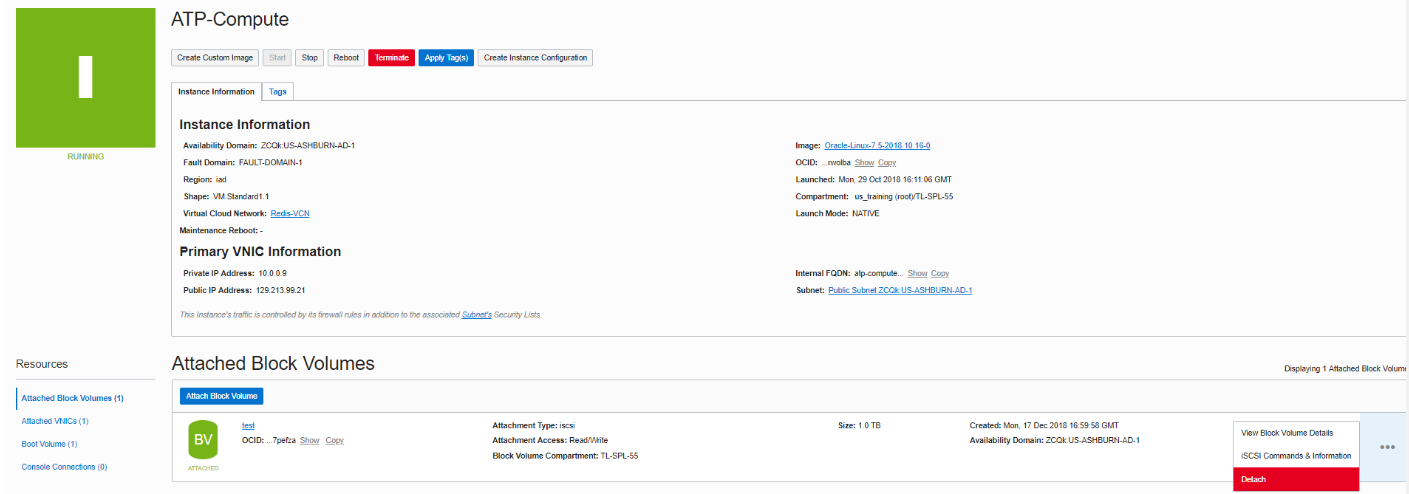 ATP-Compute
Create Custom Image Start Stop Reboot Terminate Apply Tag(s) Create Instance Configuration
Instance Information Tags
Instance Information
Availability Domain: ZCQk:US-ASHBURN-AD-1
Image: Oracle-Linux-7.5-2018.10.16-0
RUNNING
Fault Domain: FAULT-DOMAIN-1
OCID: ...nvolba Show Copy
Region: iad
Launched: Mon, 29 Oct 2018 16:11:06 GMT
Shape: VM.Standard1.1
Compartment: us_training (root)/TL-SPL-55
Virtual Cloud Network: Redis-VCN
Launch Mode: NATIVE
Maintenance Reboot: -
Primary VNIC Information
Private IP Address: 10.0.0.9
Internal FQDN: atp-compute... Show Copy
Public IP Address: 129.213.99.21
Subnet: Public Subnet ZCQk:US-ASHBURN-AD-1
This Instance's traffic is controlled by its firewall rules in addition to the associated Subnet's Security Lists.
Resources
Attached Block Volumes (1)
Attached VNICs (1)
Boot Volume (1)
Console Connections (0)
Attached Block Volumes
Displaying 1 Attached Block Volume
Attach Block Volume
BV
ATTACHED
test
OCID: ...7pefza Show Copy
Attachment Type: iscsi
Attachment Access: Read/Write
Block Volume Compartment: TL-SPL-55
Size: 1.0 TB
Created: Mon, 17 Dec 2018 16:59:58 GMT
Availability Domain: ZCQk:US-ASHBURN-AD-1
View Block Volume Details
iSCSI Commands & Information
Detach